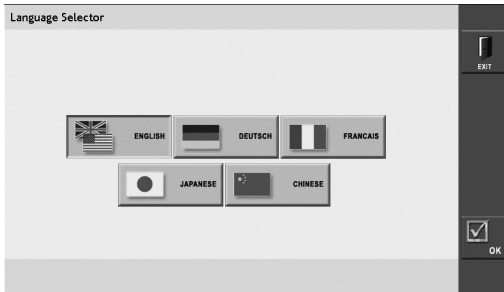 Language Selector
EXIT
ENGLISH
DEUTSCH
FRANCAIS
JAPANESE
CHINESE
OK